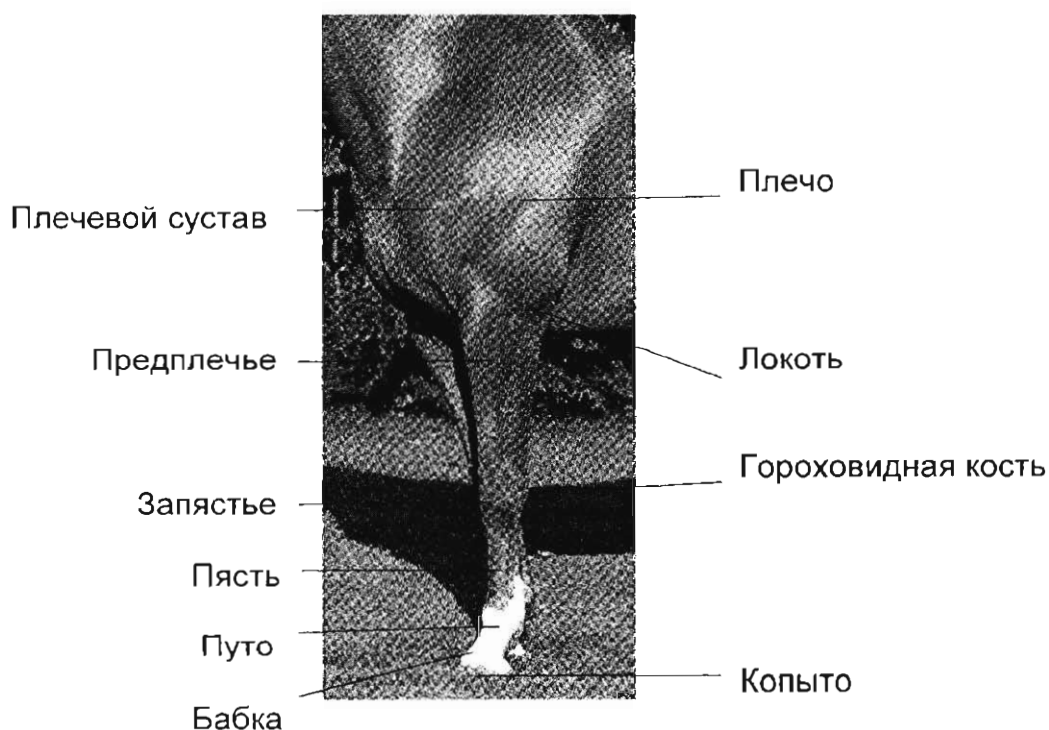 Плечо
Плечевой сустав
Предплечье
Локоть
Гороховидная кость
Запястье
Пясть
Путо
Копыто
Бабка